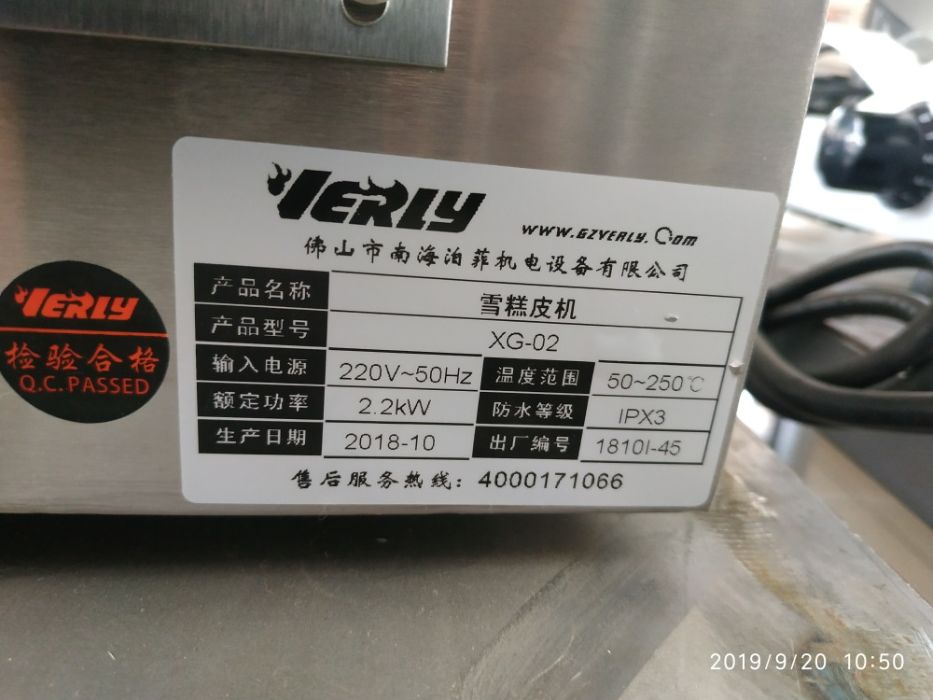 VERLY
www.GZVERLY.Com
佛山市南海泊菲机电设备有限公司
产品名称 雪糕皮机
产品型号 XG-02
输入电源 220V~50Hz 温度范围 50~250℃
额定功率 2.2kW 防水等级 IPX3
生产日期 2018-10 出厂编号 1810I-45
售后服务热线：4000171066
VERLY
检验合格
Q.C.PASSED
2019/9/20 10:50